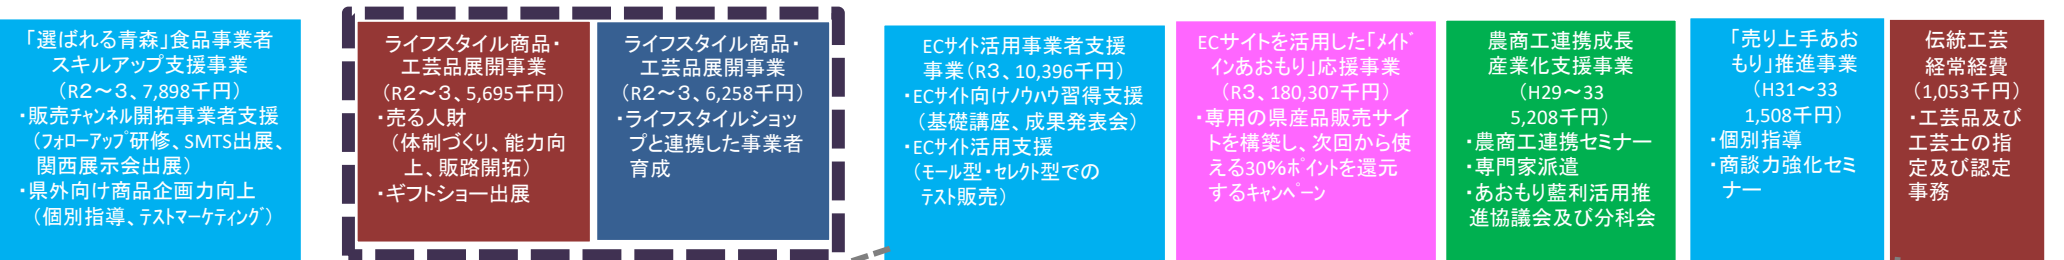 「選ばれる青森」食品事業者
スキルアップ支援事業
（R２～３、7,898千円）
・販売ﾁｬﾝﾈﾙ開拓事業者支援
（ﾌｫﾛｰｱｯﾌﾟ研修、SMTS出展、
関西展示会出展）
・県外向け商品企画力向上
（個別指導、ﾃｽﾄﾏｰｹﾃｨﾝｸﾞ）
ライフスタイル商品・
工芸品展開事業
（R２～３、5,695千円）
・売る人財
（体制づくり、能力向
上、販路開拓）
・ギフトショー出展
ライフスタイル商品・
工芸品展開事業
（R２～３、6,258千円）
・ライフスタイルショッ
プと連携した事業者
育成
ECｻｲﾄ活用事業者支援
事業（R３、10,396千円）
・ECｻｲﾄ向けﾉｳﾊｳ習得支援
（基礎講座、成果発表会）
・ECｻｲﾄ活用支援
（ﾓｰﾙ型・ｾﾚｸﾄ型での
ﾃｽﾄ販売）
ECｻｲﾄを活用した「ﾒｲﾄﾞ
ｲﾝあおもり」応援事業
（R３、180,307千円）
・専用の県産品販売サイ
トを構築し、次回から使
える30％ﾎﾟｲﾝﾄを還元
するｷｬﾝﾍﾟｰﾝ
農商工連携成長
産業化支援事業
（H29～33
5,208千円）
・農商工連携セミナー
・専門家派遣
・あおもり藍利活用推
進協議会及び分科会
「売り上手あお
もり」推進事業
（H31～33
1,508千円）
・個別指導
・商談力強化セミ
ナー
伝統工芸
経常経費
（1,053千円）
・工芸品及び
工芸士の指
定及び認定
事務